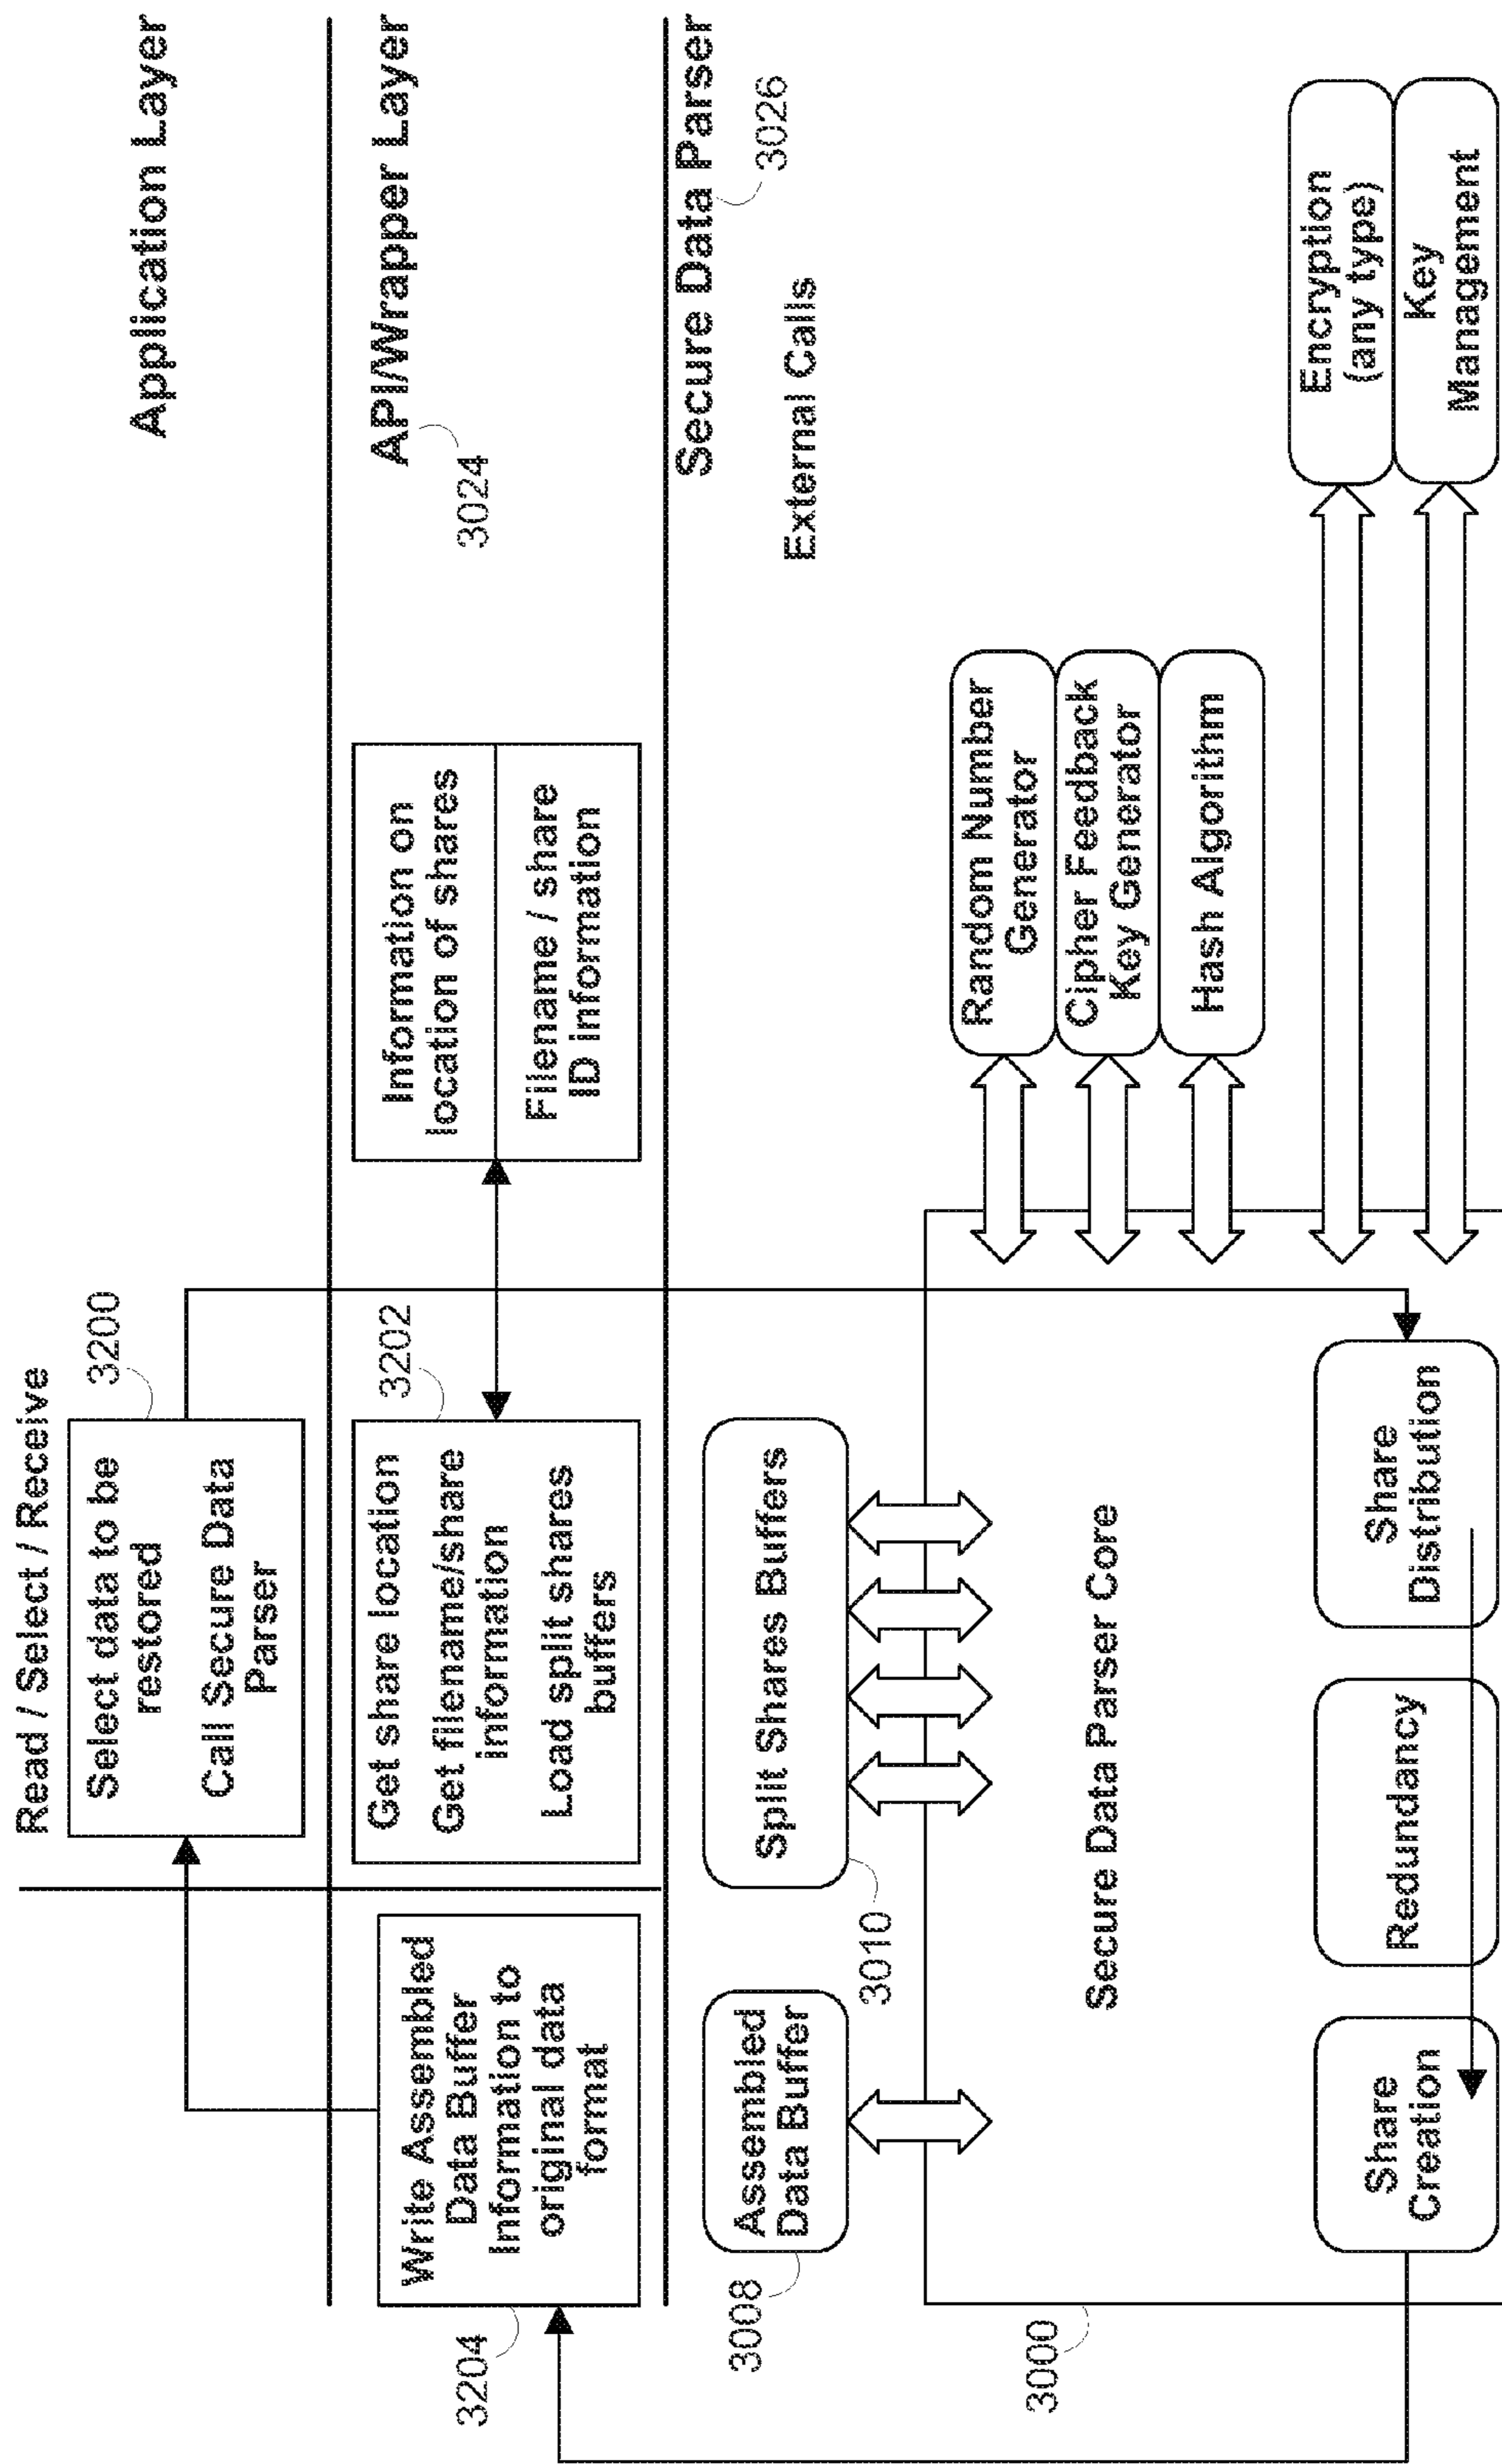 Read / Select / Receive
Application Layer
3200
Select data to be
restored
Call Secure Data
Parser
API/Wrapper Layer
3024
3204
Write Assembled
Data Buffer
Information to
original data
format
3202
Get share location
Get filename/share
information
Load split shares
buffers
Information on
location of shares
Filename / share
ID information
Secure Data Parser
3026
External Calls
3008
Assembled
Data Buffer
3010
Split Shares Buffers
3000
Secure Data Parser Core
Random Number
Generator
Cipher Feedback
Key Generator
Hash Algorithm
Share
Creation
Redundancy
Share
Distribution
Encryption
(any type)
Key
Management